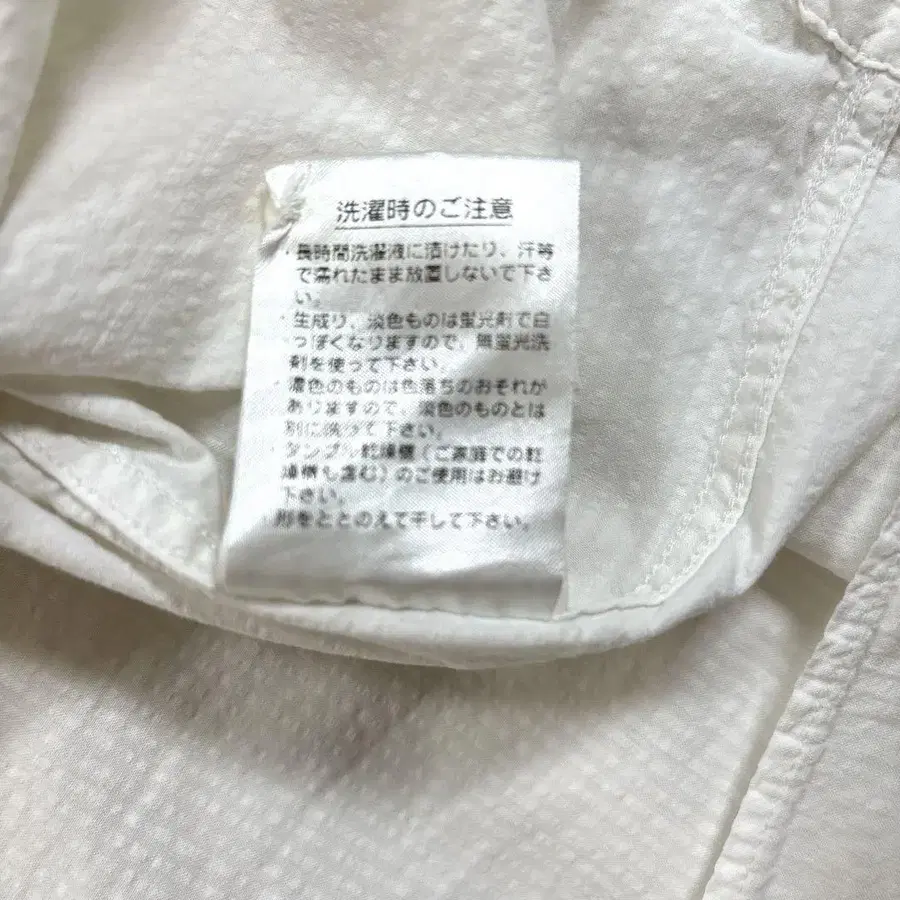 洗濯時のご注意
・長時間洗濯液に漬けたり、汗等
で濡れたまま放置しないで下さ
い。
・生成り、淡色ものは蛍光剤で白
っぽくなりますので、無蛍光洗
剤を使って下さい。
・濃色のものは色落ちのおそれが
ありますので、淡色のものとは
別に洗って下さい。
・タンブル乾燥機（ご家庭での乾
燥機も含む）のご使用はお避け
下さい。
形をととのえて干して下さい。